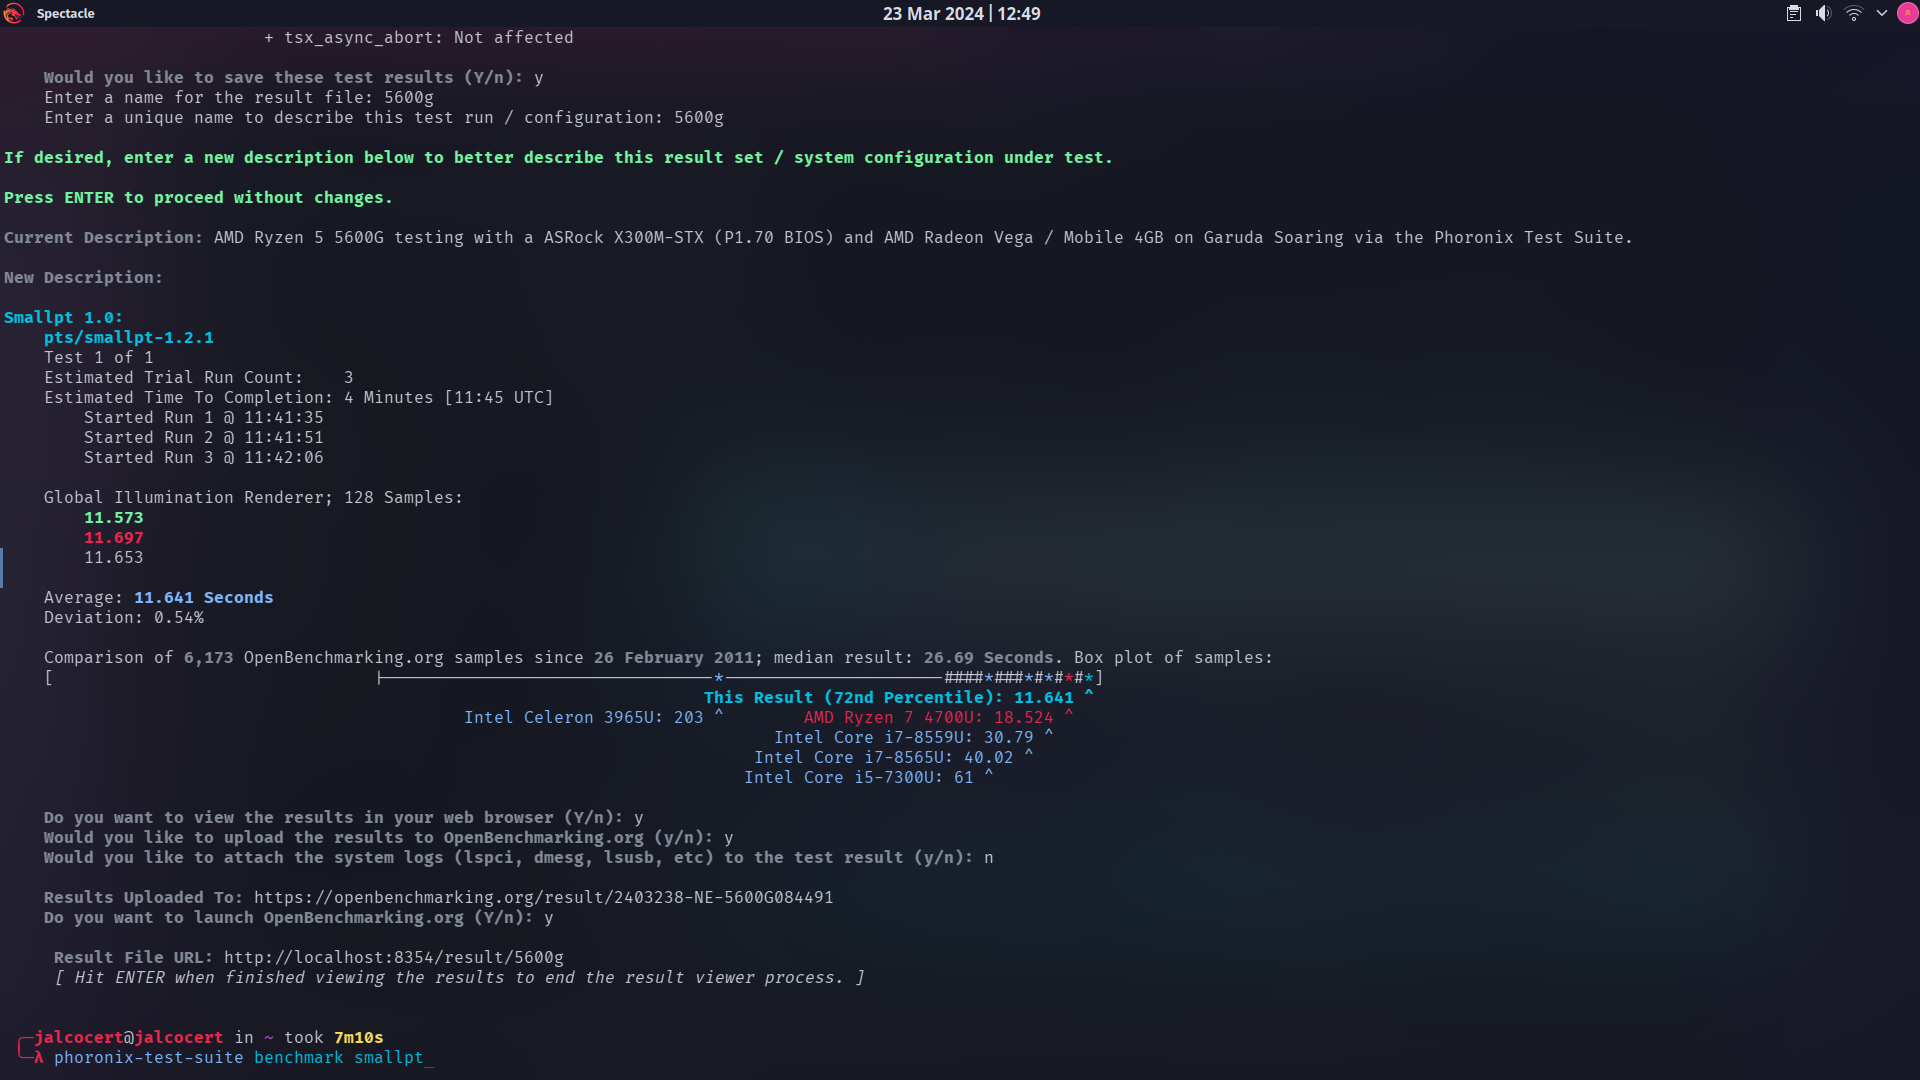 Spectacle
23 Mar 2024 | 12:49
+ tsx_async_abort: Not affected
Would you like to save these test results (Y/n): y
Enter a name for the result file: 5600g
Enter a unique name to describe this test run / configuration: 5600g
If desired, enter a new description below to better describe this result set / system configuration under test.
Press ENTER to proceed without changes.
Current Description: AMD Ryzen 5 5600G testing with a ASRock X300M-STX (P1.70 BIOS) and AMD Radeon Vega / Mobile 4GB on Garuda Soaring via the Phoronix Test Suite.
New Description:
Smallpt 1.0:
pts/smallpt-1.2.1
Test 1 of 1
Estimated Trial Run Count:    3
Estimated Time To Completion: 4 Minutes [11:45 UTC]
Started Run 1 @ 11:41:35
Started Run 2 @ 11:41:51
Started Run 3 @ 11:42:06
Global Illumination Renderer; 128 Samples:
11.573
11.697
11.653
Average: 11.641 Seconds
Deviation: 0.54%
Comparison of 6,173 OpenBenchmarking.org samples since 26 February 2011; median result: 26.69 Seconds. Box plot of samples:
[                                |---------------------------------*----------------------####*###*#*#*#*]
This Result (72nd Percentile): 11.641 ^
Intel Celeron 3965U: 203 ^        AMD Ryzen 7 4700U: 18.524 ^
Intel Core i7-8559U: 30.79 ^
Intel Core i7-8565U: 40.02 ^
Intel Core i5-7300U: 61 ^
Do you want to view the results in your web browser (Y/n): y
Would you like to upload the results to OpenBenchmarking.org (y/n): y
Would you like to attach the system logs (lspci, dmesg, lsusb, etc) to the test result (y/n): n
Results Uploaded To: https://openbenchmarking.org/result/2403238-NE-5600G084491
Do you want to launch OpenBenchmarking.org (Y/n): y
Result File URL: http://localhost:8354/result/5600g
[ Hit ENTER when finished viewing the results to end the result viewer process. ]
╭─jalcocert@jalcocert in ~ took 7m10s
╰─λ phoronix-test-suite benchmark smallpt_